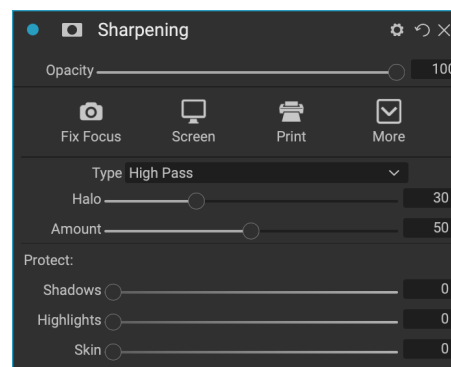 Sharpening
Opacity 100
Fix Focus Screen Print More
Type High Pass
Halo 30
Amount 50
Protect:
Shadows 0
Highlights 0
Skin 0